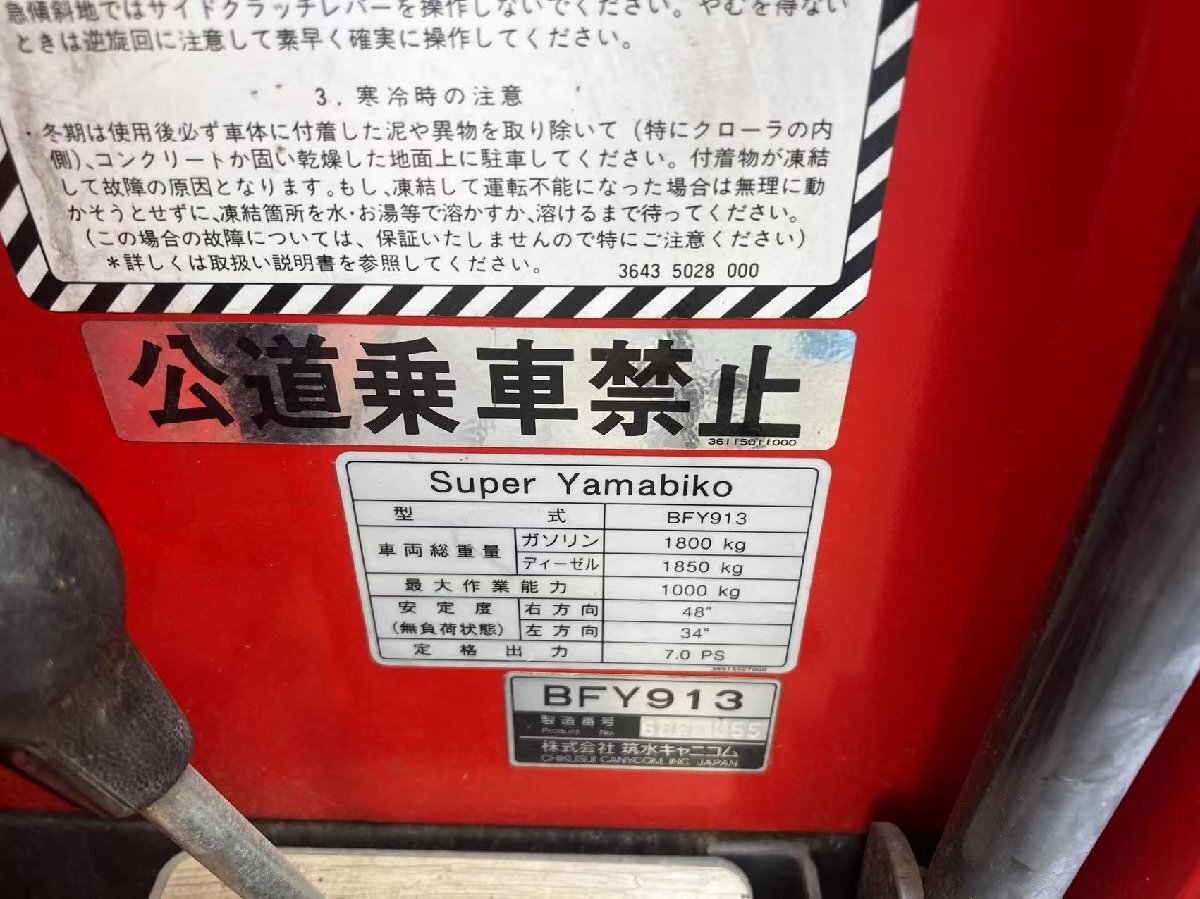 急傾斜地ではサイドクラッチレバーを操作しないでください。やむを得ない
ときは逆旋回に注意して素早く確実に操作してください。
3. 寒冷時の注意
・冬期は使用後必ず車体に付着した泥や異物を取り除いて (特にクローラの内
側)、コンクリートか固い乾燥した地面上に駐車してください。付着物が凍結
して故障の原因となります。もし、凍結して運転不能になった場合は無理に動
かそうとせずに、凍結箇所を水・お湯等で溶かすか、溶けるまで待ってください。
(この場合の故障については、保証いたしませんので特にご注意ください)
*詳しくは取扱い説明書を参照してください。 3643 5028 000
公道乗車禁止
36115011000
Super Yamabiko
型式 BFY913
車両総重量 ガソリン 1800 kg
ディーゼル 1850 kg
最大作業能力 1000 kg
安定度 右方向 48°
(無負荷状態) 左方向 34°
定格出力 7.0 PS
BFY913
製造番号
Product No.
株式会社 筑水キャニコム
CHIKUSUI CANYCOM, INC. JAPAN